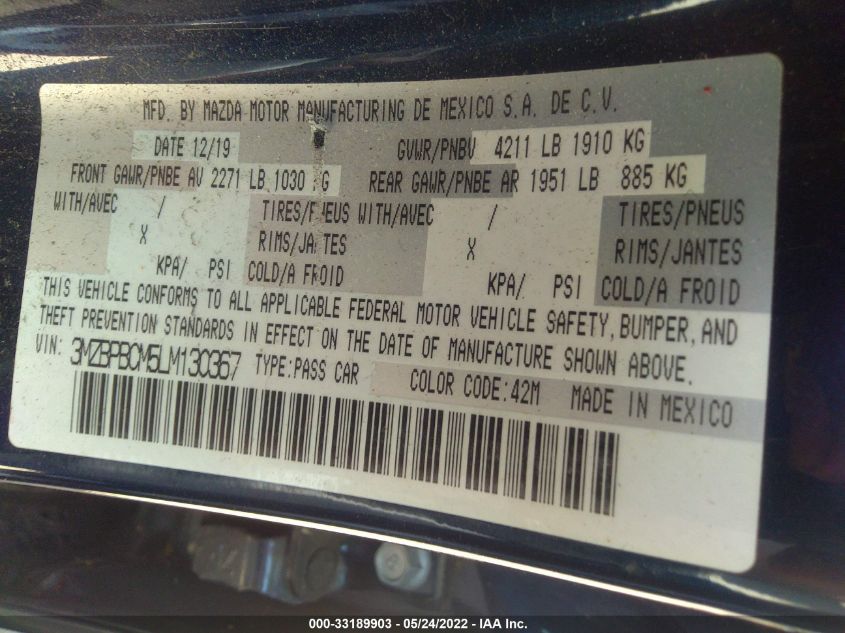 MFD. BY MAZDA MOTOR MANUFACTURING DE MEXICO S.A. DE C.V.
DATE 12/19 GVWR/PNBV 4211 LB 1910 KG
FRONT GAWR/PNBE AV 2271 LB 1030 G REAR GAWR/PNBE AR 1951 LB 885 KG
WITH/AVEC / TIRES/PNEUS WITH/AVEC / TIRES/PNEUS
X RIMS/JANTES X RIMS/JANTES
KPA/ PSI COLD/A FROID KPA/ PSI COLD/A FROID
THIS VEHICLE CONFORMS TO ALL APPLICABLE FEDERAL MOTOR VEHICLE SAFETY, BUMPER, AND
THEFT PREVENTION STANDARDS IN EFFECT ON THE DATE OF MANUFACTURE SHOWN ABOVE.
VIN: 3MZBPBCM5LM130367 TYPE:PASS CAR COLOR CODE:42M MADE IN MEXICO
000-33189903 - 05/24/2022 - IAA Inc.